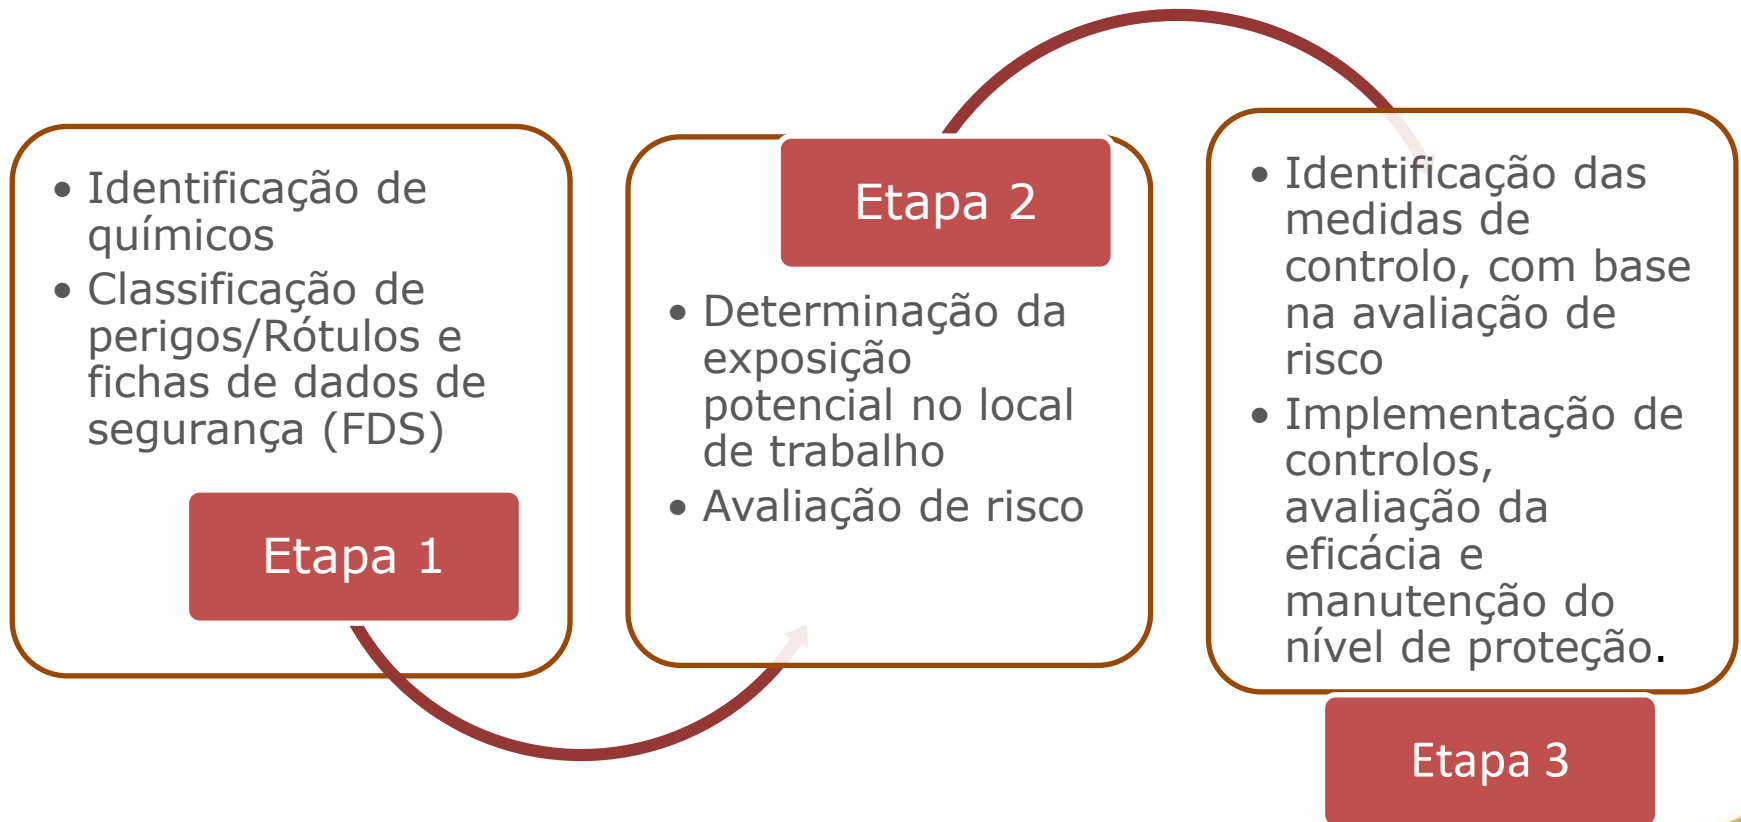 • Identificação de
químicos
• Classificação de
perigos/Rótulos e
fichas de dados de
segurança (FDS)
Etapa 1
Etapa 2
• Determinação da
exposição
potencial no local
de trabalho
• Avaliação de risco
• Identificação das
medidas de
controlo, com base
na avaliação de
risco
• Implementação de
controlos,
avaliação da
eficácia e
manutenção do
nível de proteção.
Etapa 3